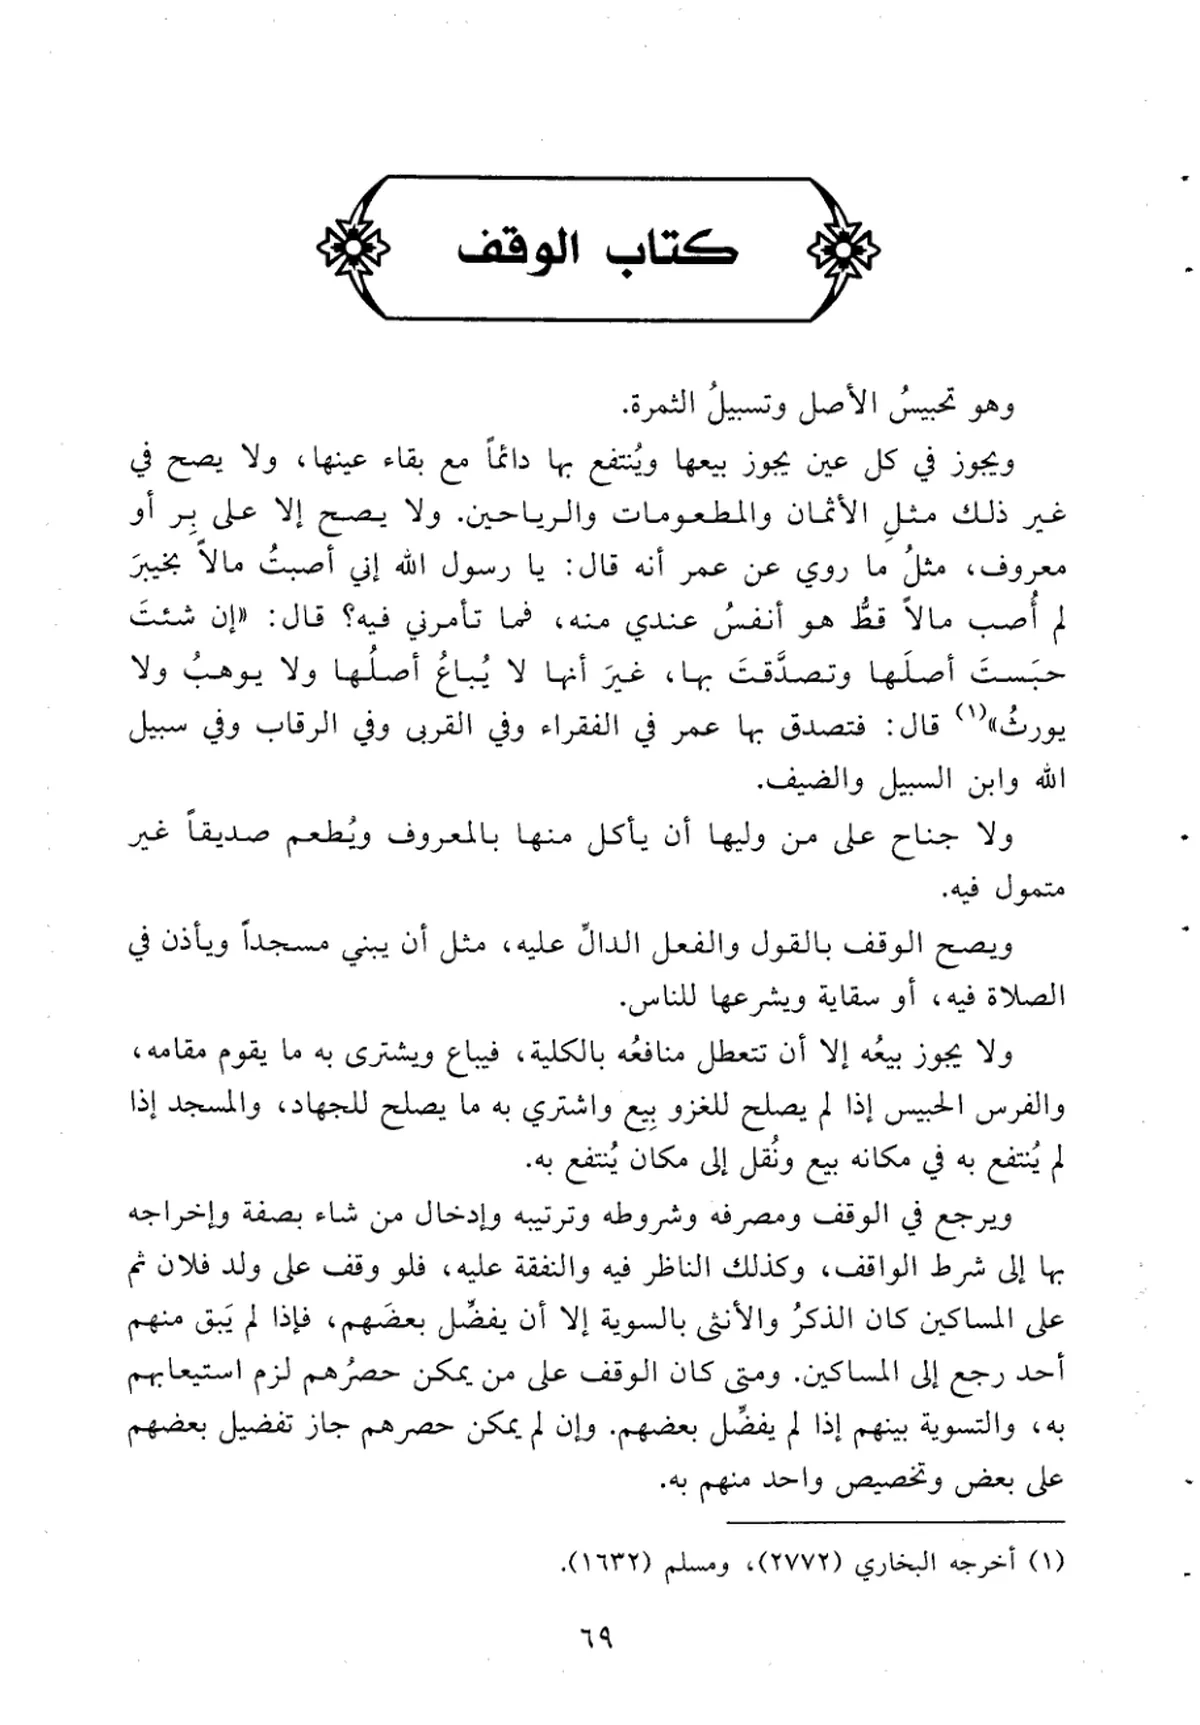 كتاب الوقف
وهو تحبيسُ الأصل وتسبيلُ الثمرة.
ويجوز في كل عين يجوز بيعها ويُنتفع بها دائماً مع بقاء عينها، ولا يصح في
غير ذلك مثلِ الأثمان والمطعومات والرياحين. ولا يصح إلا على بِر أو
معروف، مثلُ ما روي عن عمر أنه قال: يا رسول الله إني أصبتُ مالاً بخيبرَ
لم أُصب مالاً قطُّ هو أنفسُ عندي منه، فما تأمرني فيه؟ قال: «إن شئتَ
حبَستَ أصلَها وتصدَّقتَ بها، غيرَ أنها لا يُباعُ أصلُها ولا يوهبُ ولا
يورثُ»(١) قال: فتصدق بها عمر في الفقراء وفي القربى وفي الرقاب وفي سبيل
الله وابن السبيل والضيف.
ولا جناح على من وليها أن يأكل منها بالمعروف ويُطعم صديقاً غير
متمول فيه.
ويصح الوقف بالقول والفعل الدالِّ عليه، مثل أن يبني مسجداً ويأذن في
الصلاة فيه، أو سقاية ويشرعها للناس.
ولا يجوز بيعُه إلا أن تتعطل منافعُه بالكلية، فيباع ويشترى به ما يقوم مقامه،
والفرس الحبيس إذا لم يصلح للغزو بِيع واشتري به ما يصلح للجهاد، والمسجد إذا
لم يُنتفع به في مكانه بيع ونُقل إلى مكان يُنتفع به.
ويرجع في الوقف ومصرفه وشروطه وترتيبه وإدخال من شاء بصفة وإخراجه
بها إلى شرط الواقف، وكذلك الناظر فيه والنفقة عليه، فلو وقف على ولد فلان ثم
على المساكين كان الذكرُ والأنثى بالسوية إلا أن يفضِّل بعضَهم، فإذا لم يَبق منهم
أحد رجع إلى المساكين. ومتى كان الوقف على من يمكن حصرُهم لزم استيعابهم
به، والتسوية بينهم إذا لم يفضِّل بعضهم. وإن لم يمكن حصرهم جاز تفضيل بعضهم
على بعض وتخصيص واحد منهم به.
(١) أخرجه البخاري (٢٧٧٢)، ومسلم (١٦٣٢).
٦٩